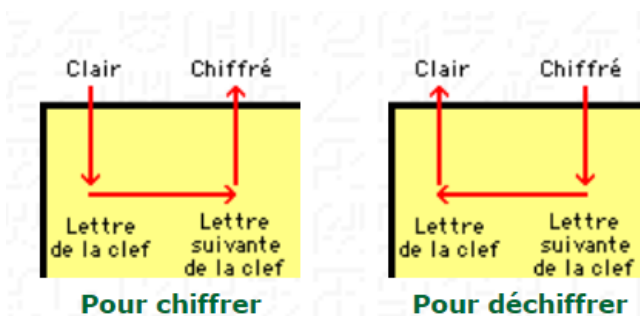 Clair Chiffré
Lettre de la clef
Lettre suivante de la clef
Pour chiffrer
Clair Chiffré
Lettre de la clef
Lettre suivante de la clef
Pour déchiffrer